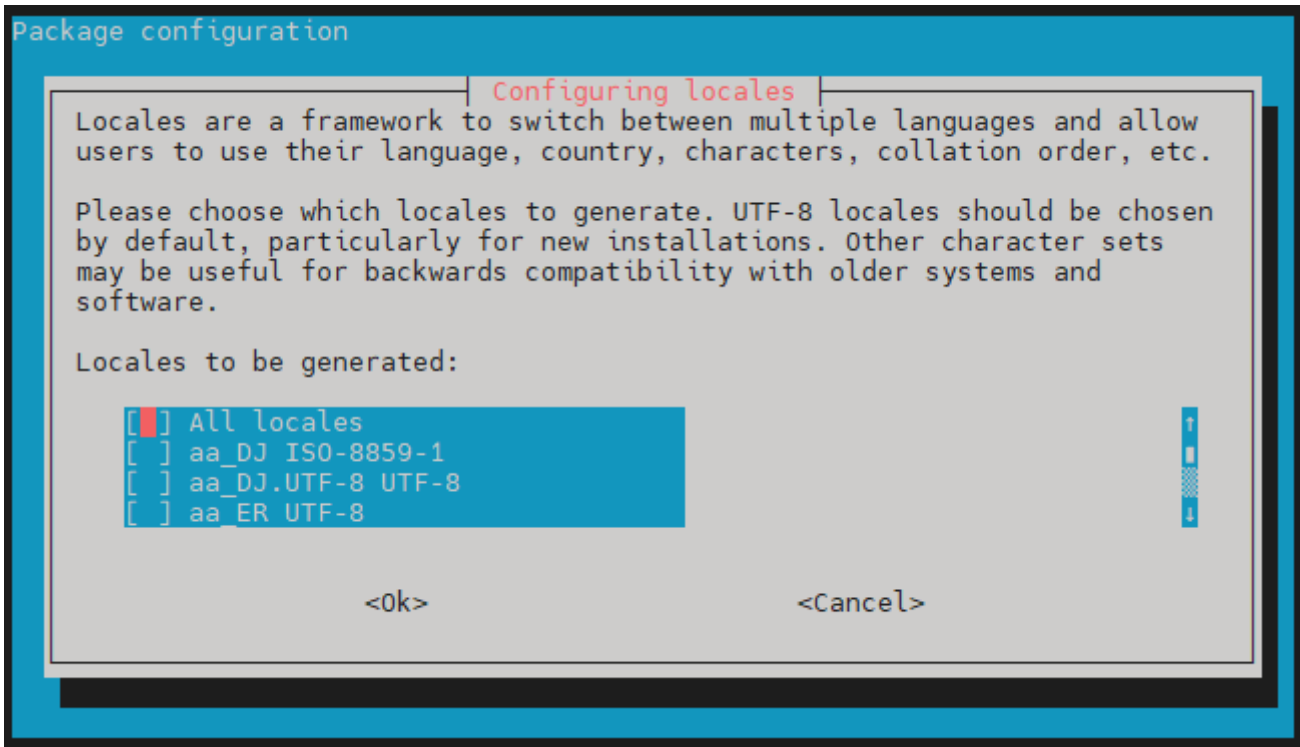 Package configuration
Configuring locales
Locales are a framework to switch between multiple languages and allow
users to use their language, country, characters, collation order, etc.
Please choose which locales to generate. UTF-8 locales should be chosen
by default, particularly for new installations. Other character sets
may be useful for backwards compatibility with older systems and
software.
Locales to be generated:
[ ] All locales
[ ] aa_DJ ISO-8859-1
[ ] aa_DJ.UTF-8 UTF-8
[ ] aa_ER UTF-8
<Ok> <Cancel>